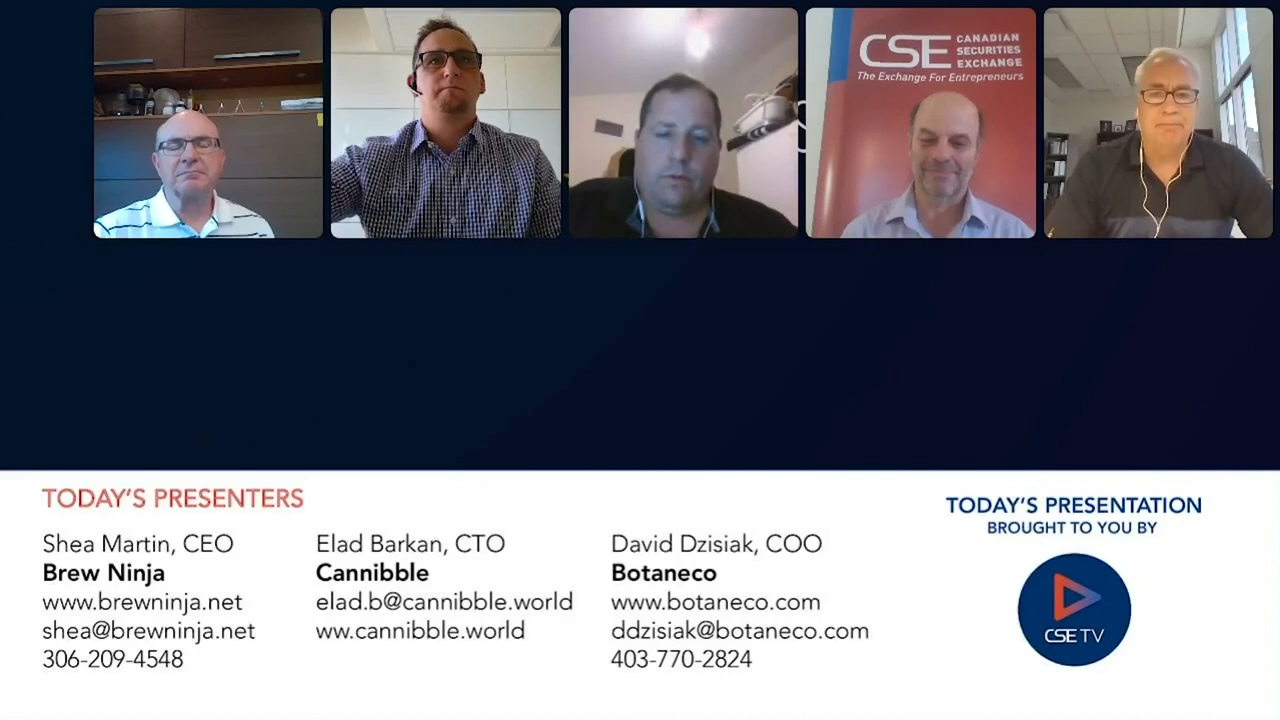 CSE CANADIAN
SECURITIES
EXCHANGE
The Exchange For Entrepreneurs
TODAY'S PRESENTERS
Shea Martin, CEO
Brew Ninja
www.brewninja.net
shea@brewninja.net
306-209-4548
Elad Barkan, CTO
Cannibble
elad.b@cannibble.world
ww.cannibble.world
David Dzisiak, COO
Botaneco
www.botaneco.com
ddzisiak@botaneco.com
403-770-2824
TODAY'S PRESENTATION
BROUGHT TO YOU BY
CSE TV